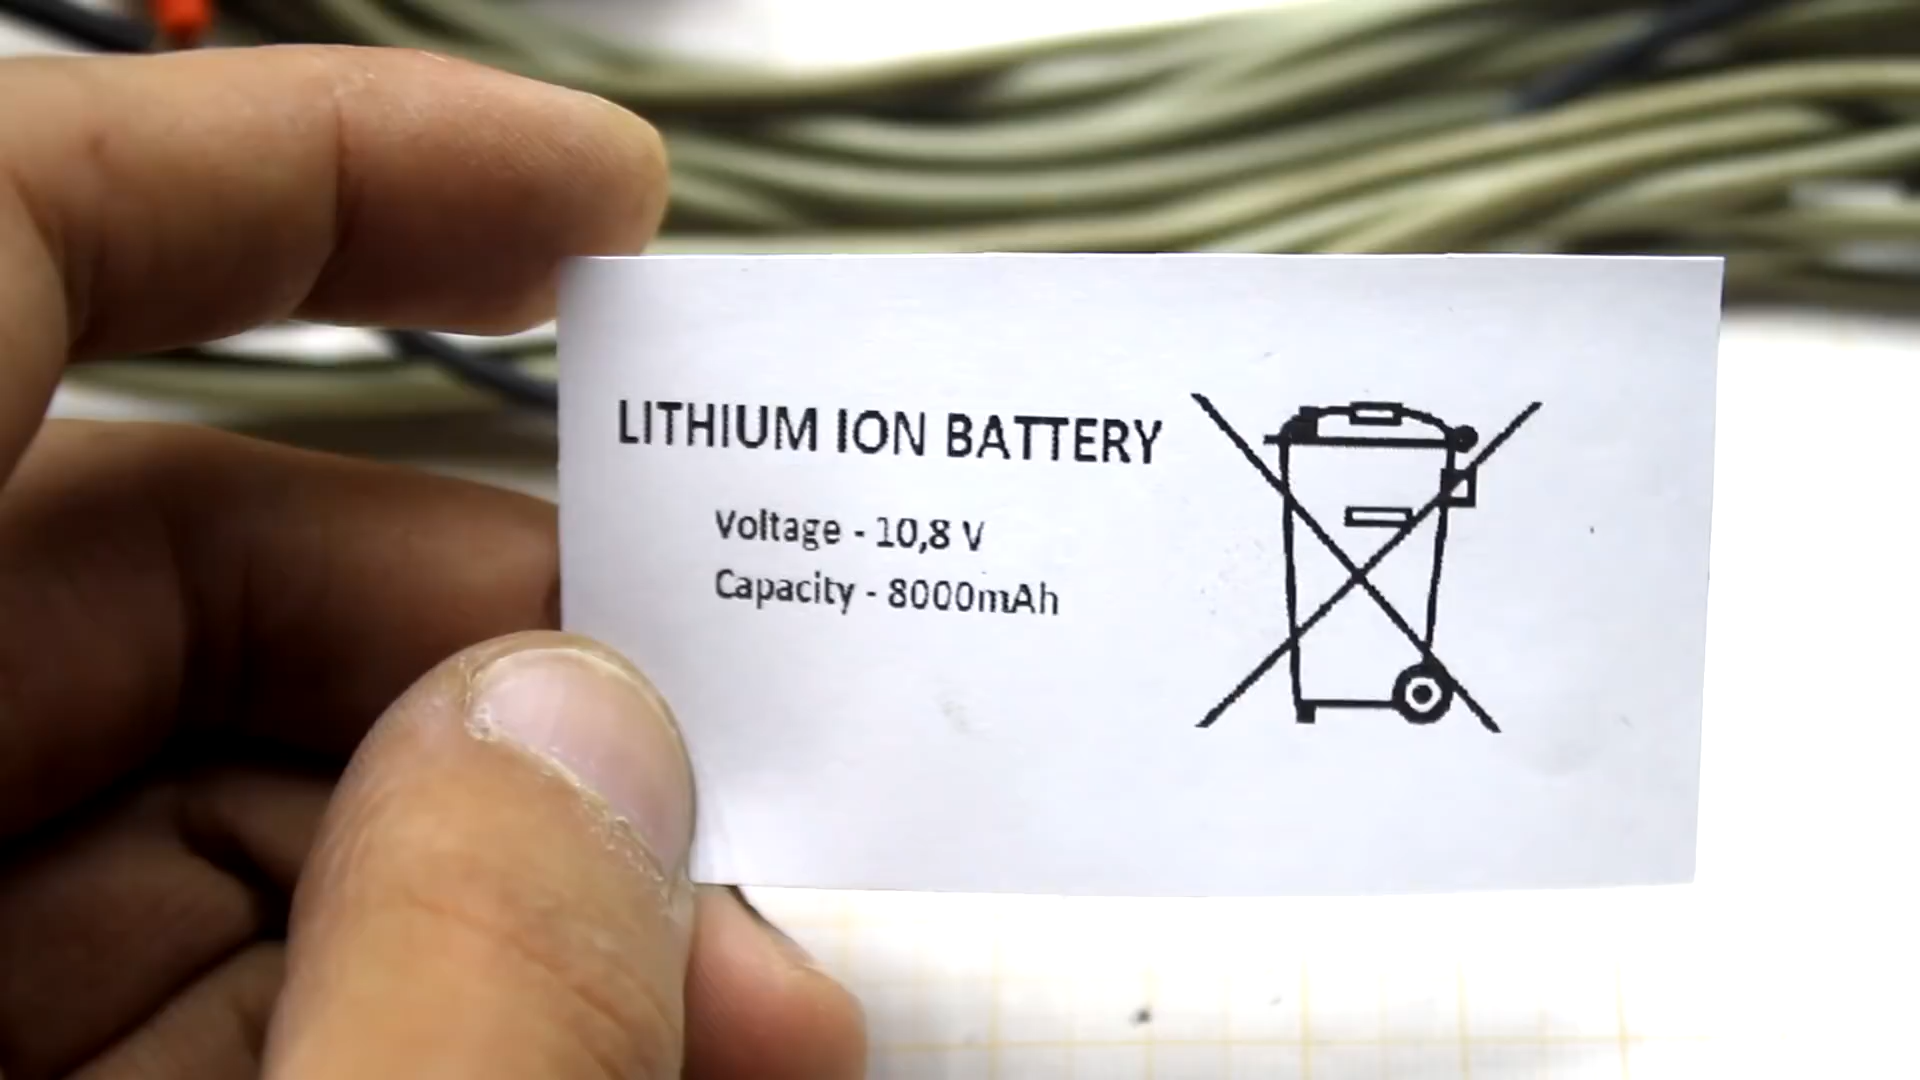 LITHIUM ION BATTERY
Voltage - 10,8 V
Capacity - 8000mAh